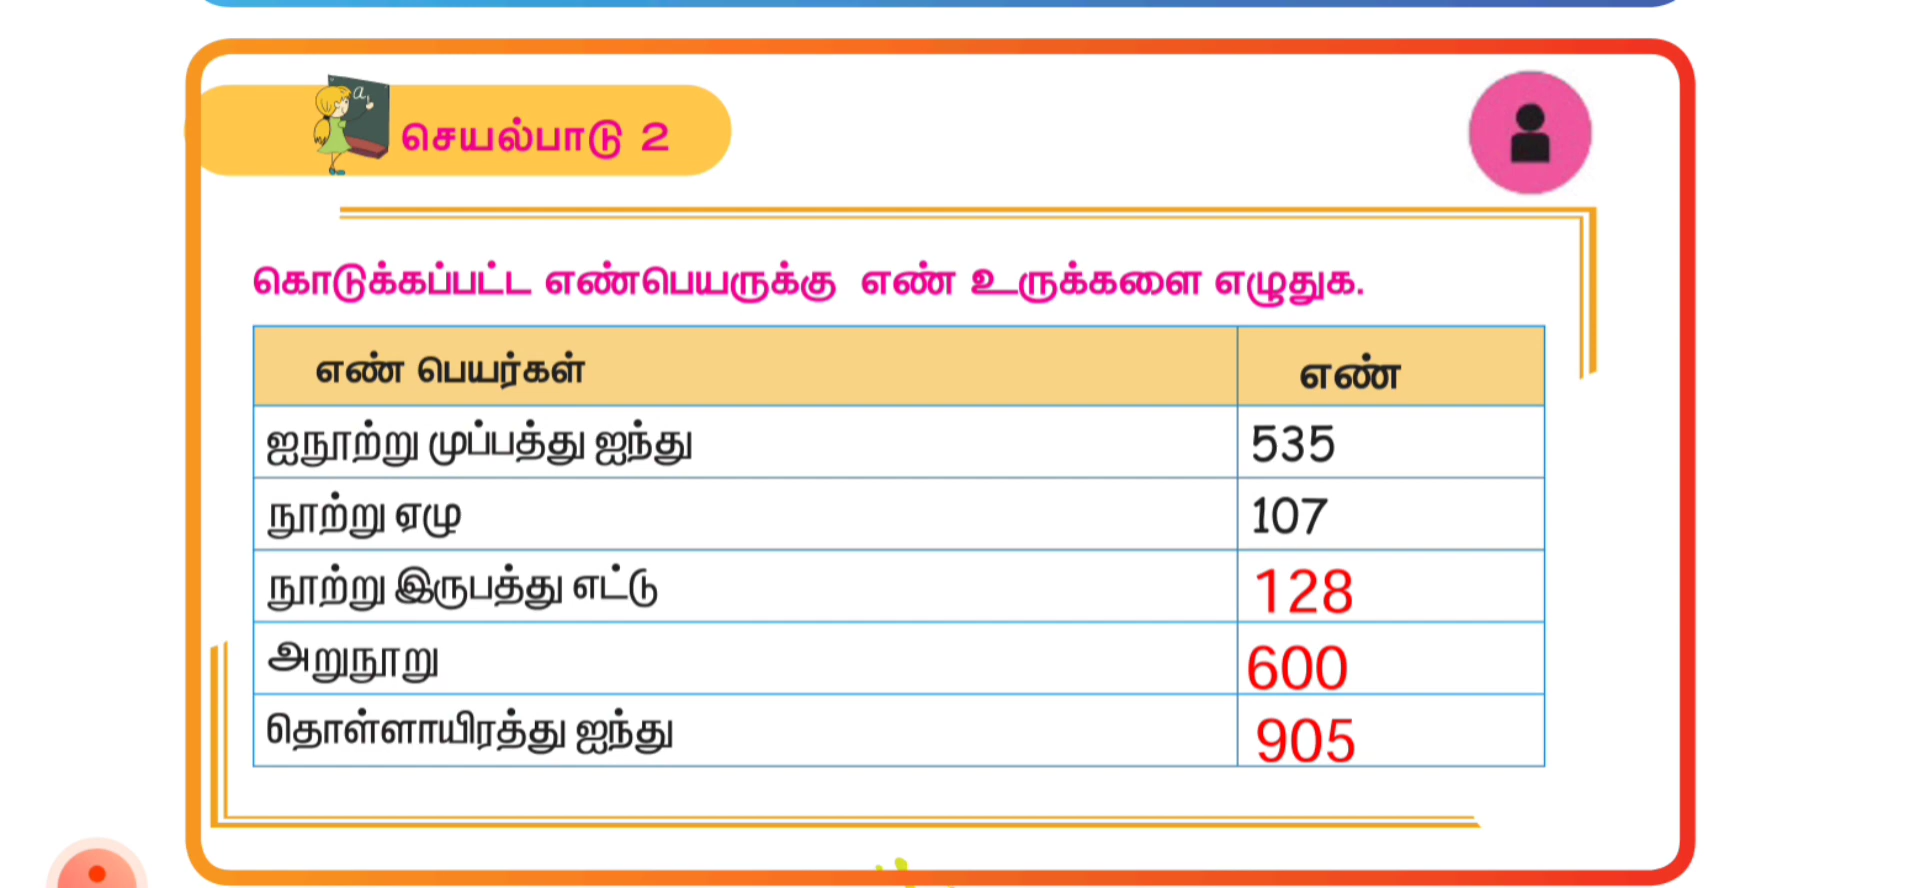 a,
செயல்பாடு 2
கொடுக்கப்பட்ட எண்பெயருக்கு எண் உருக்களை எழுதுக.
எண் பெயர்கள் எண்
ஐநூற்று முப்பத்து ஐந்து 535
நூற்று ஏழு 107
நூற்று இருபத்து எட்டு 128
அறுநூறு 600
தொள்ளாயிரத்து ஐந்து 905